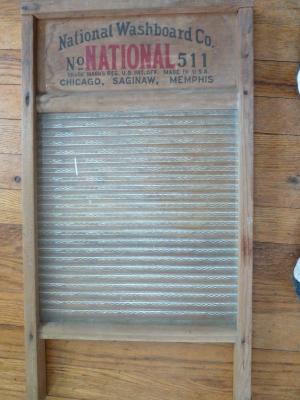 National Washboard Co.
No NATIONAL 511
TRADE MARKS REG. U.S. PAT. OFF. MADE IN U.S.A.
CHICAGO, SAGINAW, MEMPHIS